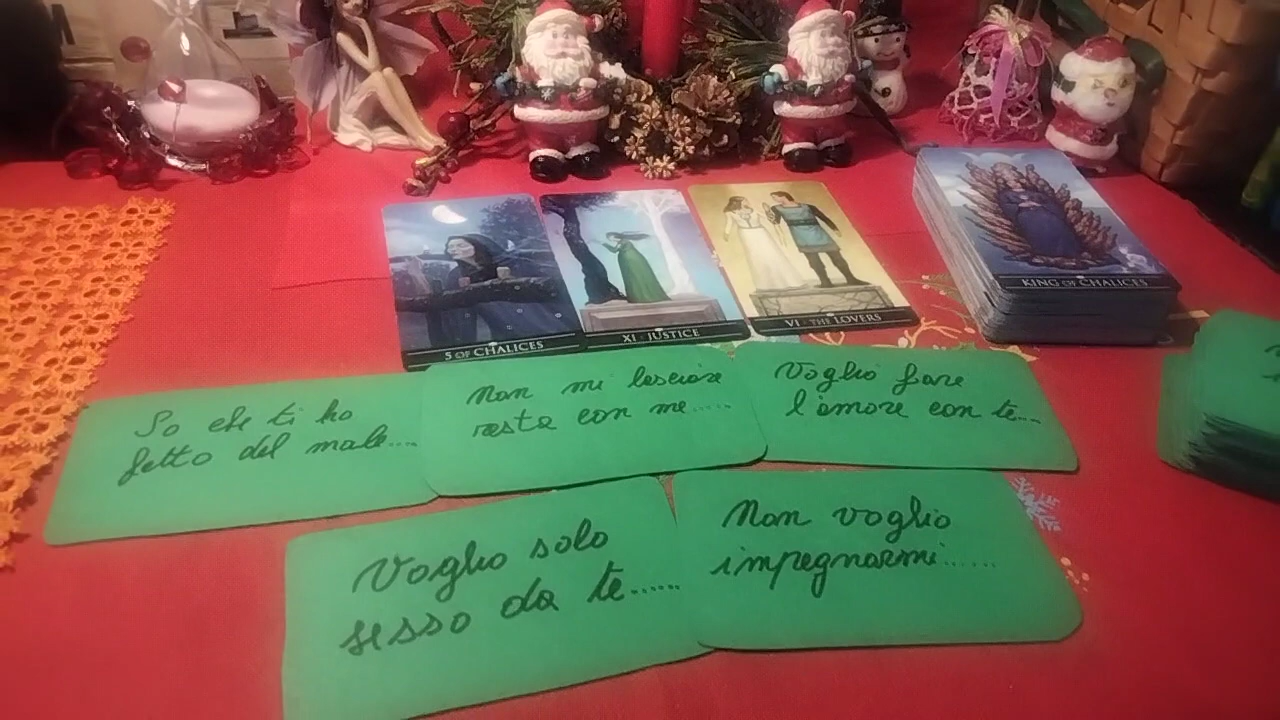 KING OF CHALICES
5 OF CHALICES
XI · JUSTICE
VI · THE LOVERS
So che ti ho
fatto del male....
Non mi lasciare
resta con me......
Voglio fare
l'amore con te....
Voglio solo
sesso da te......
Non voglio
impegnarmi......